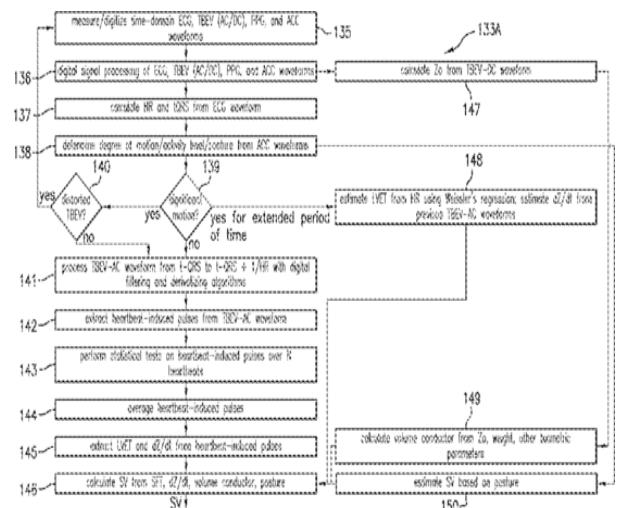 measure/digitize time-domain ECG, TBEV (AC/DC), PPG, and ACC
waveforms
135
133A
136
digital signal processing of ECG, TBEV (AC/DC), PPG, and ACC waveforms
calculate Zo from TBEV-DC waveform
147
137
calculate HR and tQRS from ECG waveform
138
determine degree of motion/activity level/posture from ACC waveforms
140
139
148
yes
distorted
TBEV?
yes
significant
motion?
yes for extended period
of time
estimate LVET from HR using Weissler's regression; estimate dZ/dt from
previous TBEV-AC waveforms
no
no
141
process TBEV-AC waveform from t-QRS to t-QRS + 1/HR with digital
filtering and derivatizing algorithms
142
extract heartbeat-induced pulses from TBEV-AC waveform
143
perform statistical tests on heartbeat-induced pulses over N
heartbeats
144
average heartbeat-induced pulses
149
145
extract LVET and dZ/dt from heartbeat-induced pulses
calculate volume conductor from Zo, weight, other biometric
parameters
146
calculate SV from SFT, dZ/dt, volume conductor, posture
estimate SV based on posture
SV
150